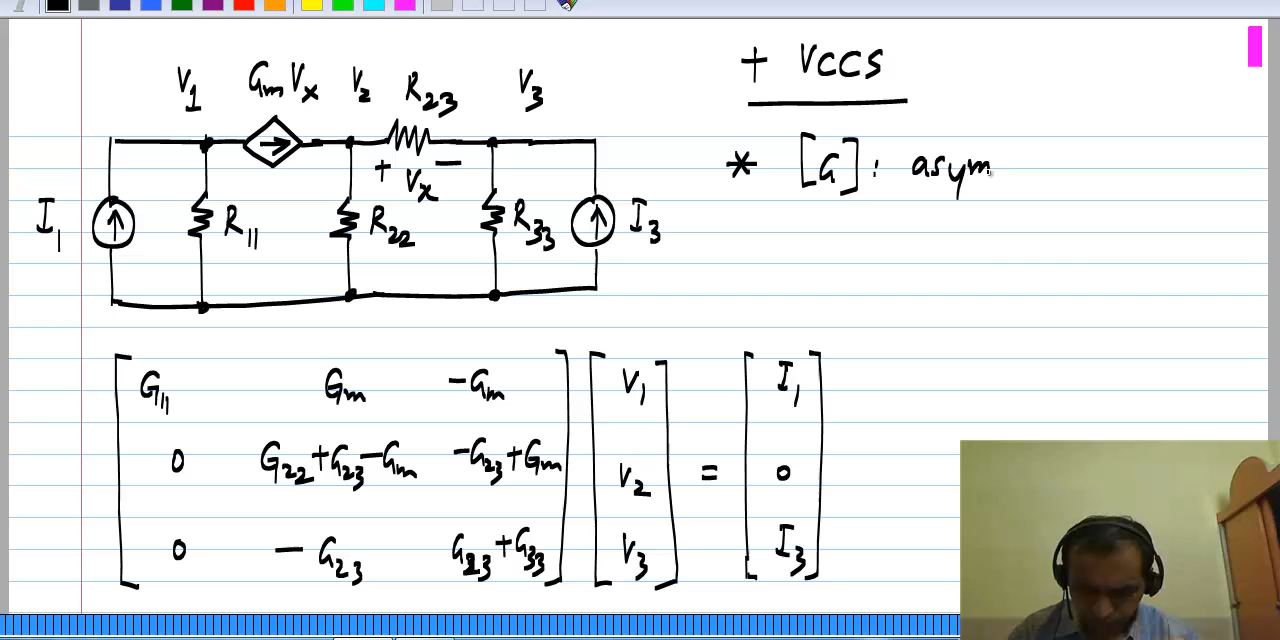 V1 GmVx V2 R23 V3
+ VCCS
* [G]: asym
+ Vx −
I1 R11 R22 R33 I3
G11 Gm -Gm V1 I1
0 G22+G23-Gm -G23+Gm V2 = 0
0 -G23 G23+G33 V3 I3